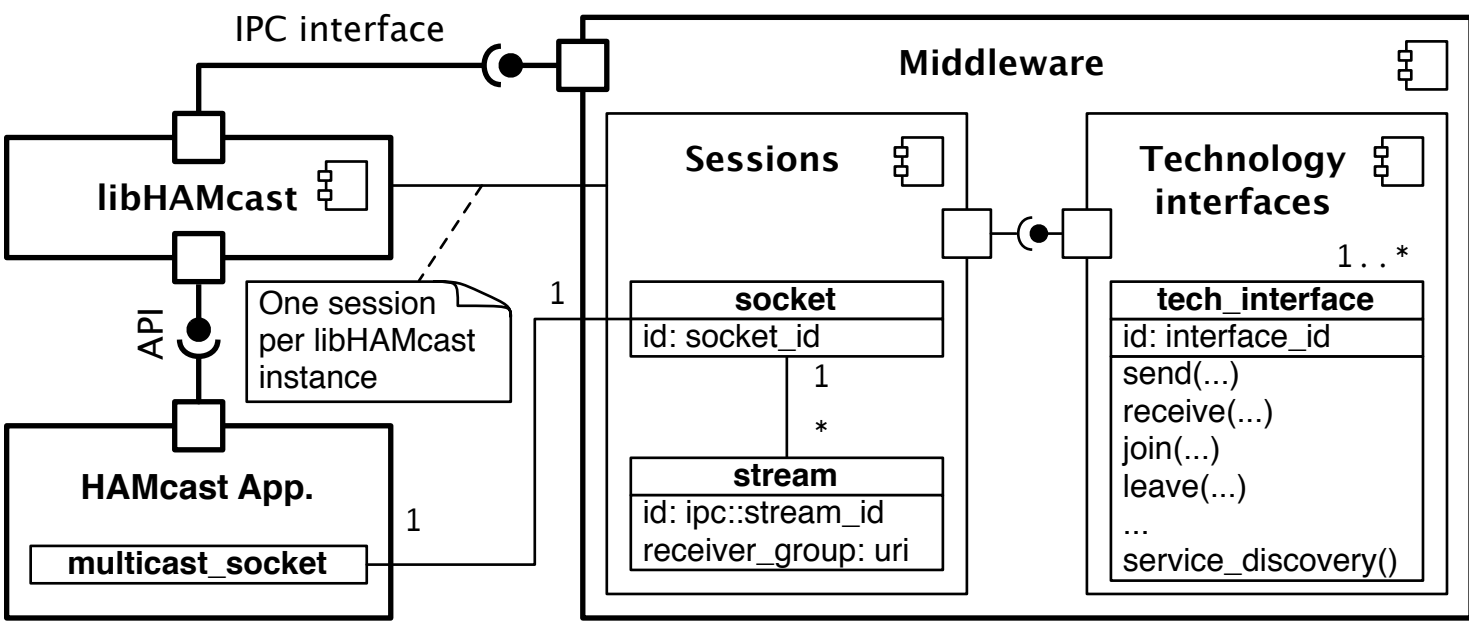 IPC interface
Middleware
Sessions
Technology
interfaces
libHAMcast
1..*
One session
per libHAMcast
instance
API
1
socket
id: socket_id
1
*
tech_interface
id: interface_id
send(...)
receive(...)
join(...)
leave(...)
...
service_discovery()
stream
id: ipc::stream_id
receiver_group: uri
HAMcast App.
1
multicast_socket